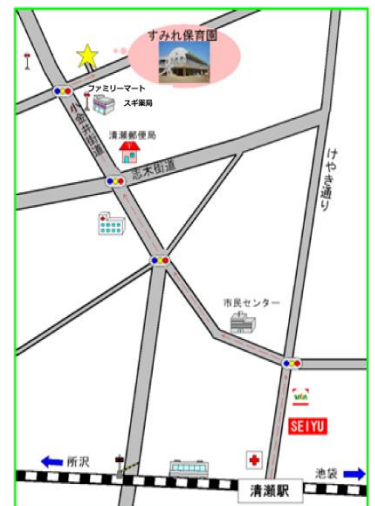 すみれ保育園
ファミリーマート
スギ薬局
小金井街道
清瀬郵便局
志木街道
けやき通り
市民センター
SEIYU
所沢
池袋
清瀬駅